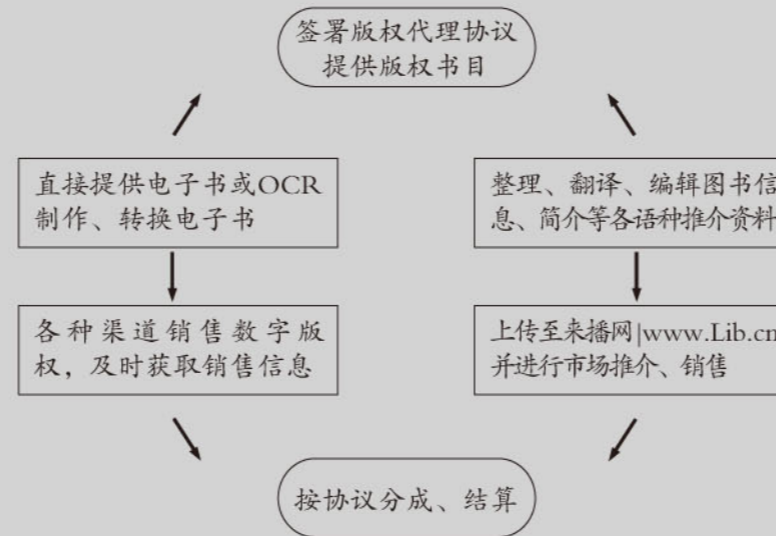 签署版权代理协议
提供版权书目
直接提供电子书或OCR
制作、转换电子书
整理、翻译、编辑图书信
息、简介等各语种推介资料
各种渠道销售数字版
权，及时获取销售信息
上传至来播网|www.Lib.cn
并进行市场推介、销售
按协议分成、结算